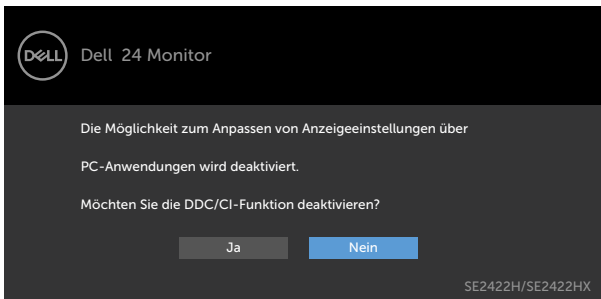 DELL
Dell 24 Monitor
Die Möglichkeit zum Anpassen von Anzeigeeinstellungen über
PC-Anwendungen wird deaktiviert.
Möchten Sie die DDC/CI-Funktion deaktivieren?
Ja
Nein
SE2422H/SE2422HX